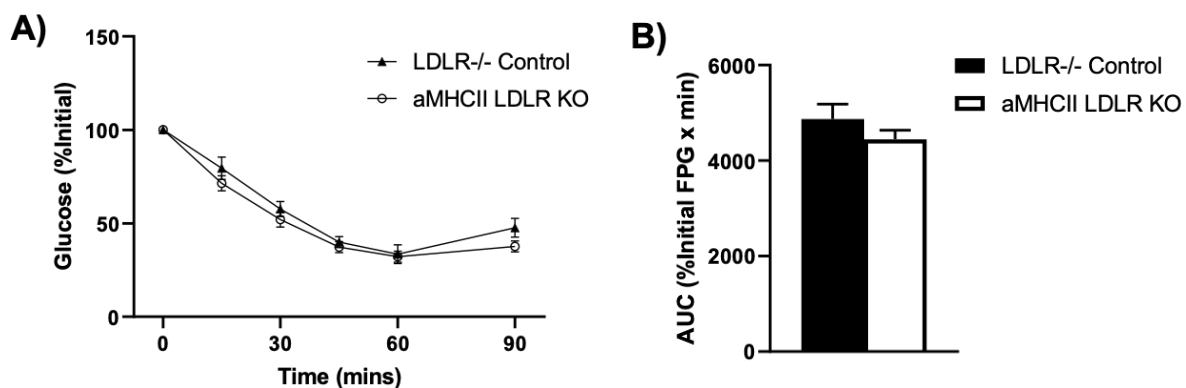 A)
Glucose (%Initial)
150
100
50
0
0 30 60 90
Time (mins)
LDLR-/- Control
aMHCII LDLR KO
B)
AUC (%Initial FPG x min)
6000
4000
2000
0
LDLR-/- Control
aMHCII LDLR KO